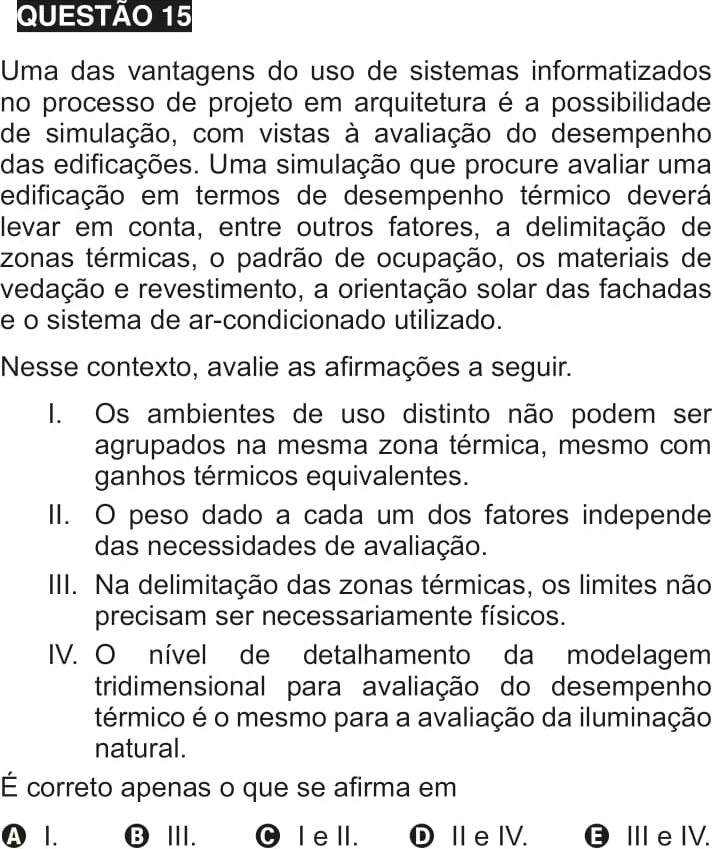 QUESTÃO 15
Uma das vantagens do uso de sistemas informatizados
no processo de projeto em arquitetura é a possibilidade
de simulação, com vistas à avaliação do desempenho
das edificações. Uma simulação que procure avaliar uma
edificação em termos de desempenho térmico deverá
levar em conta, entre outros fatores, a delimitação de
zonas térmicas, o padrão de ocupação, os materiais de
vedação e revestimento, a orientação solar das fachadas
e o sistema de ar-condicionado utilizado.
Nesse contexto, avalie as afirmações a seguir.
I. Os ambientes de uso distinto não podem ser
agrupados na mesma zona térmica, mesmo com
ganhos térmicos equivalentes.
II. O peso dado a cada um dos fatores independe
das necessidades de avaliação.
III. Na delimitação das zonas térmicas, os limites não
precisam ser necessariamente físicos.
IV. O nível de detalhamento da modelagem
tridimensional para avaliação do desempenho
térmico é o mesmo para a avaliação da iluminação
natural.
É correto apenas o que se afirma em
A I. B III. C I e II. D II e IV. E III e IV.